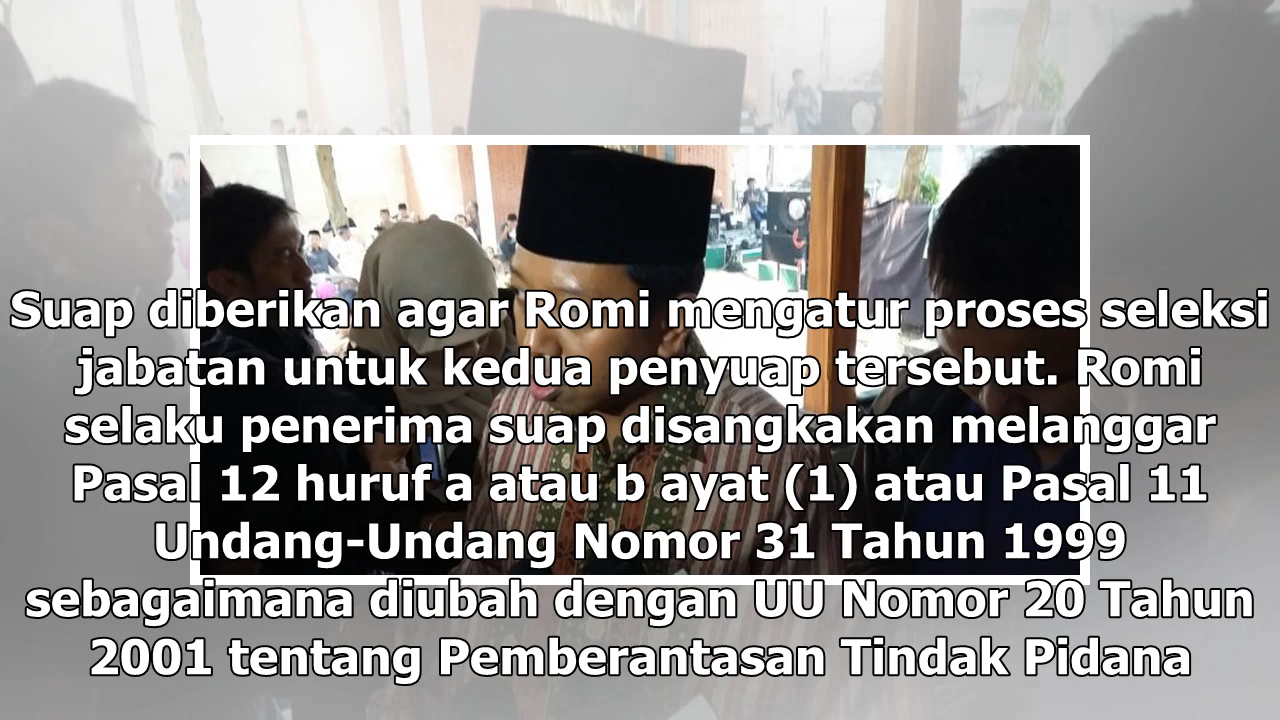 Suap diberikan agar Romi mengatur proses seleksi
jabatan untuk kedua penyuap tersebut. Romi
selaku penerima suap disangkakan melanggar
Pasal 12 huruf a atau b ayat (1) atau Pasal 11
Undang-Undang Nomor 31 Tahun 1999
sebagaimana diubah dengan UU Nomor 20 Tahun
2001 tentang Pemberantasan Tindak Pidana